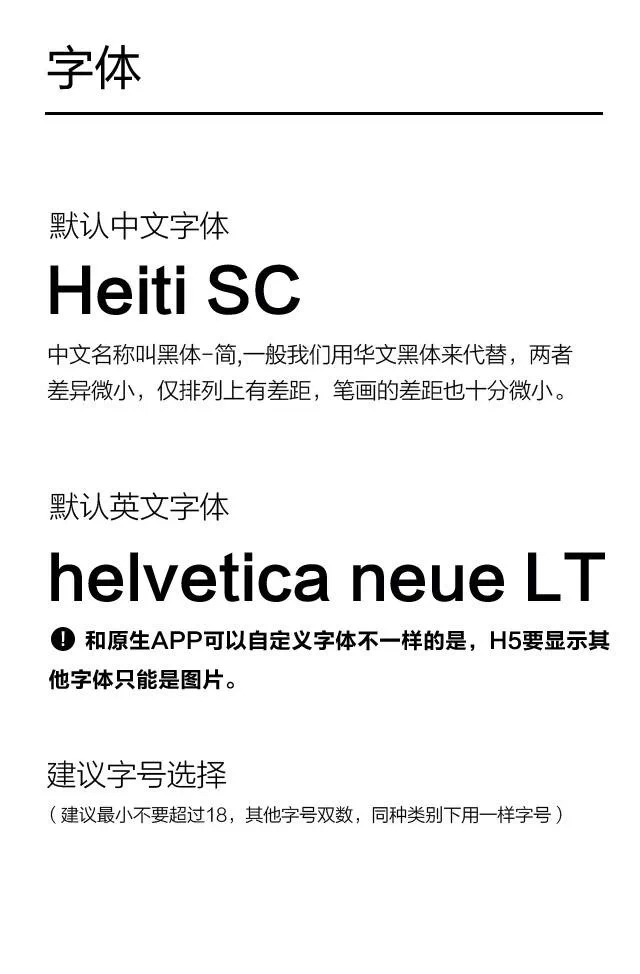 字体
默认中文字体
Heiti SC
中文名称叫黑体-简,一般我们用华文黑体来代替，两者
差异微小，仅排列上有差距，笔画的差距也十分微小。
默认英文字体
helvetica neue LT
! 和原生APP可以自定义字体不一样的是，H5要显示其
他字体只能是图片。
建议字号选择
（建议最小不要超过18，其他字号双数，同种类别下用一样字号）